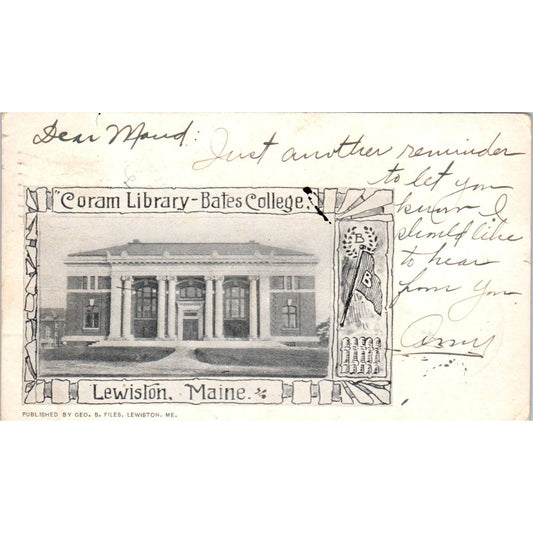 Dear Maud:
Just another reminder
to let you
know I
should like
to hear
from you.
"Coram Library - Bates College."
B
B
Lewiston, Maine.
PUBLISHED BY GEO. B. FILES, LEWISTON, ME.